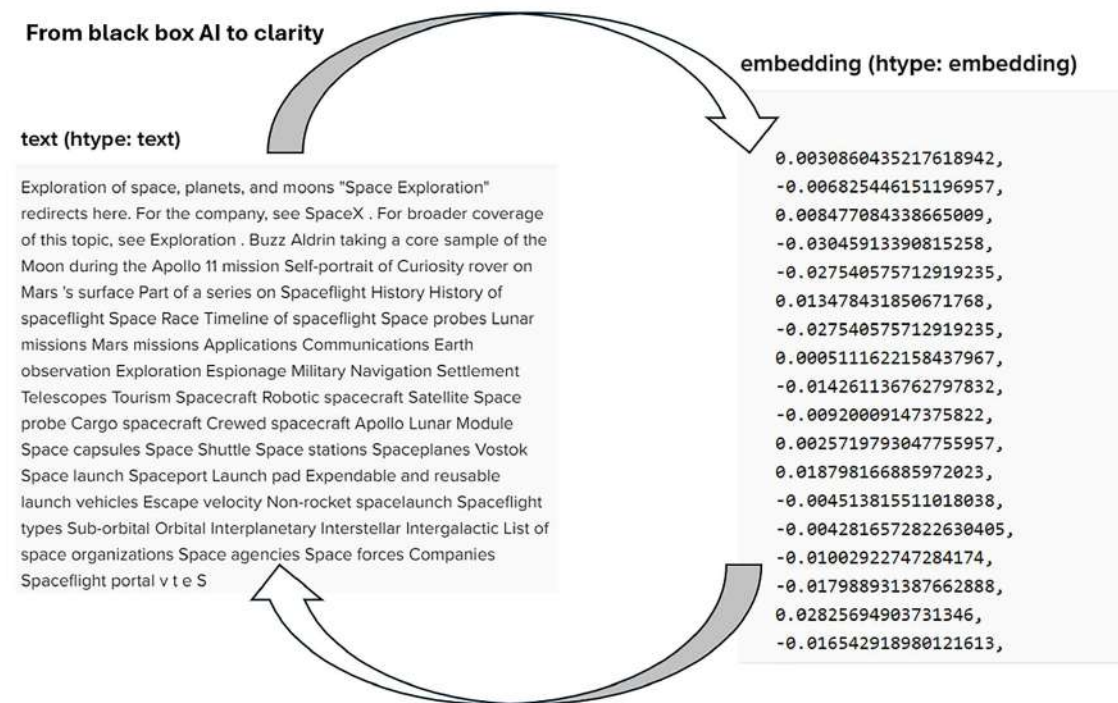 From black box AI to clarity
text (htype: text)
Exploration of space, planets, and moons "Space Exploration"
redirects here. For the company, see SpaceX . For broader coverage
of this topic, see Exploration . Buzz Aldrin taking a core sample of the
Moon during the Apollo 11 mission Self-portrait of Curiosity rover on
Mars 's surface Part of a series on Spaceflight History History of
spaceflight Space Race Timeline of spaceflight Space probes Lunar
missions Mars missions Applications Communications Earth
observation Exploration Espionage Military Navigation Settlement
Telescopes Tourism Spacecraft Robotic spacecraft Satellite Space
probe Cargo spacecraft Crewed spacecraft Apollo Lunar Module
Space capsules Space Shuttle Space stations Spaceplanes Vostok
Space launch Spaceport Launch pad Expendable and reusable
launch vehicles Escape velocity Non-rocket spacelaunch Spaceflight
types Sub-orbital Orbital Interplanetary Interstellar Intergalactic List of
space organizations Space agencies Space forces Companies
Spaceflight portal v t e S
embedding (htype: embedding)
0.0030860435217618942,
-0.006825446151196957,
0.008477084338665009,
-0.03045913390815258,
-0.027540575712919235,
0.013478431850671768,
-0.027540575712919235,
0.0005111622158437967,
-0.014261136762797832,
-0.00920009147375822,
0.0025719793047755957,
0.018798166885972023,
-0.004513815511018038,
-0.0042816572822630405,
-0.01002922747284174,
-0.017988931387662888,
0.02825694903731346,
-0.016542918980121613,